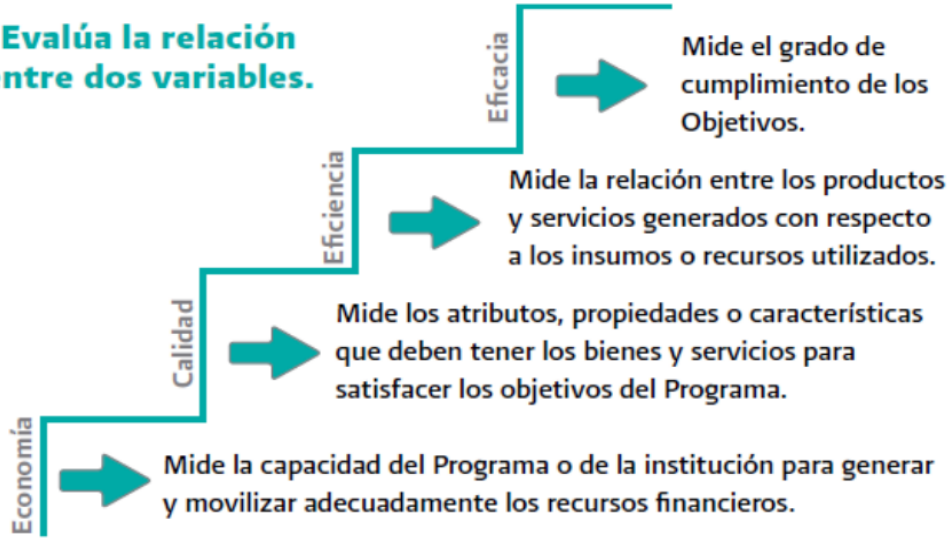 Evalúa la relación
entre dos variables.
Eficacia
Mide el grado de
cumplimiento de los
Objetivos.
Eficiencia
Mide la relación entre los productos
y servicios generados con respecto
a los insumos o recursos utilizados.
Calidad
Mide los atributos, propiedades o características
que deben tener los bienes y servicios para
satisfacer los objetivos del Programa.
Economía
Mide la capacidad del Programa o de la institución para generar
y movilizar adecuadamente los recursos financieros.